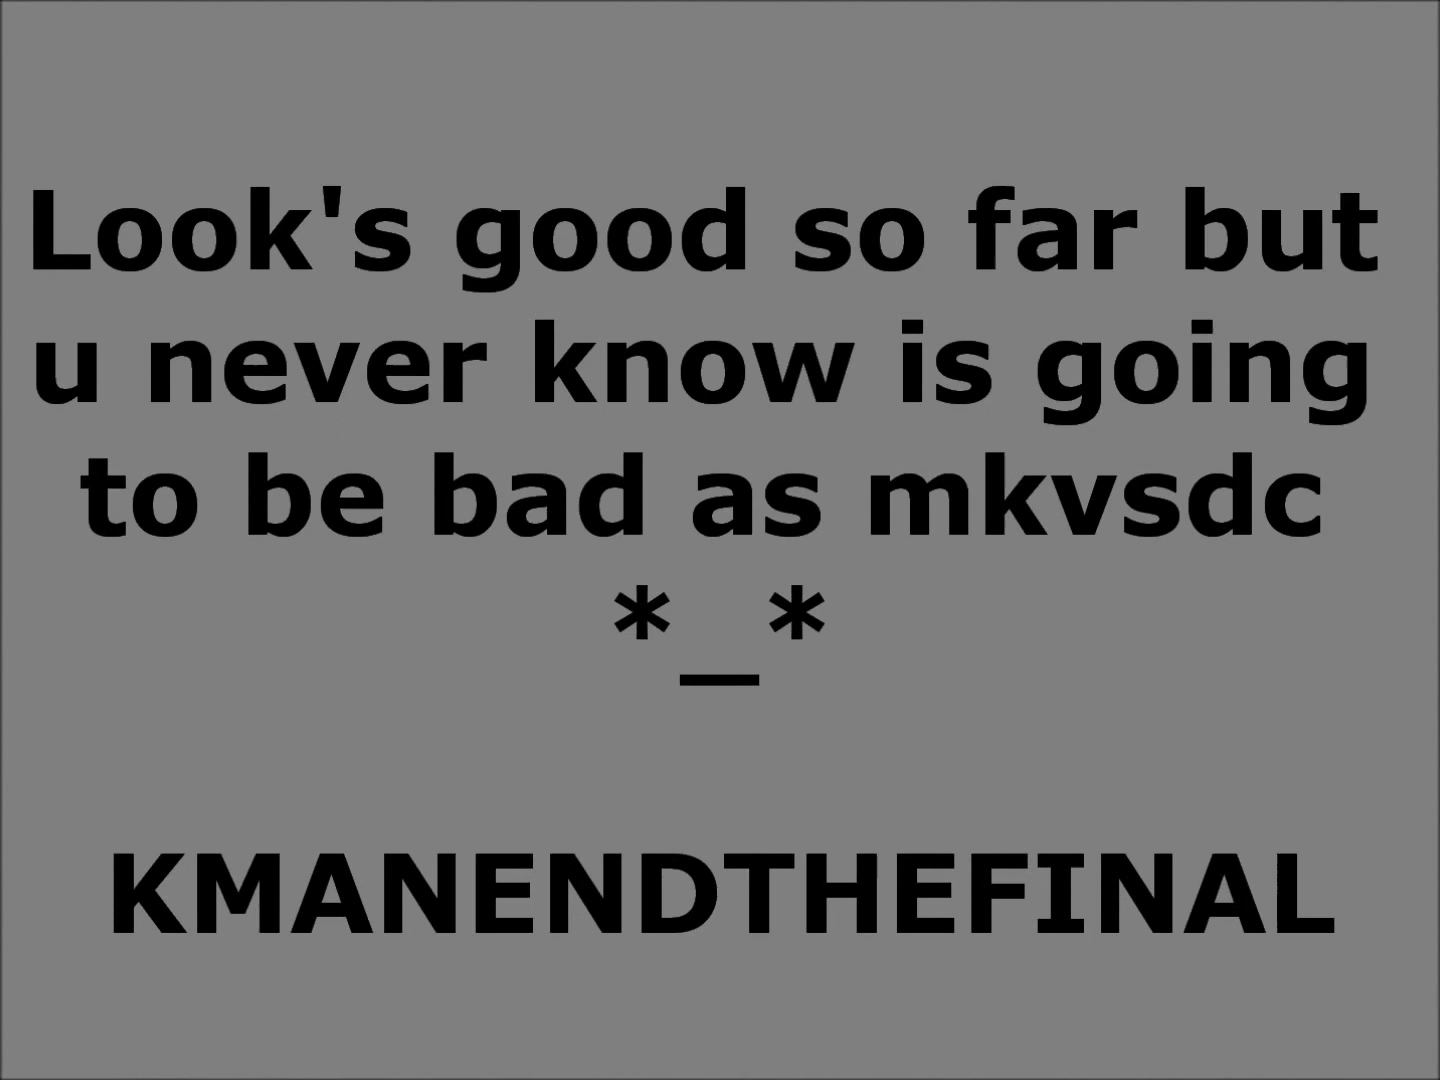 Look's good so far but
u never know is going
to be bad as mkvsdc
*_*
KMANENDTHEFINAL